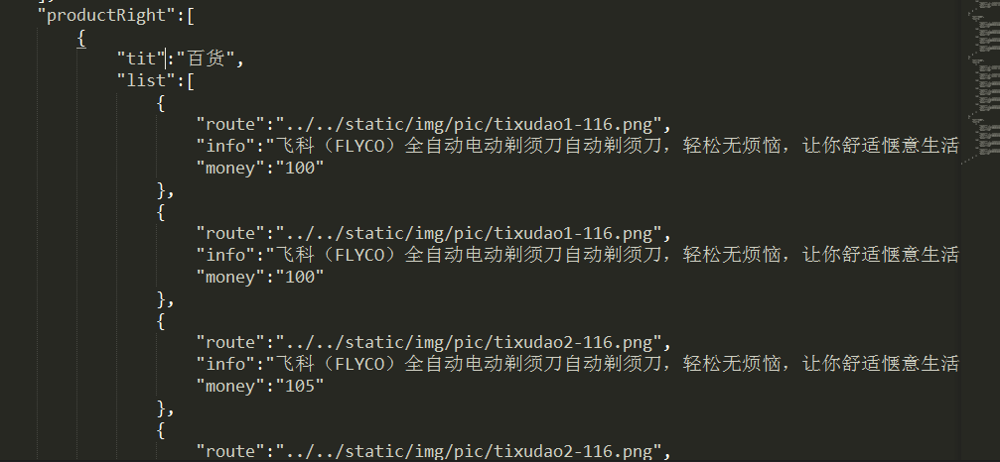 ],
"productRight":[
{
"tit":"百货",
"list":[
{
"route":"../../static/img/pic/tixudao1-116.png",
"info":"飞科（FLYCO）全自动电动剃须刀自动剃须刀，轻松无烦恼，让你舒适惬意生活
"money":"100"
},
{
"route":"../../static/img/pic/tixudao1-116.png",
"info":"飞科（FLYCO）全自动电动剃须刀自动剃须刀，轻松无烦恼，让你舒适惬意生活
"money":"100"
},
{
"route":"../../static/img/pic/tixudao2-116.png",
"info":"飞科（FLYCO）全自动电动剃须刀自动剃须刀，轻松无烦恼，让你舒适惬意生活
"money":"105"
},
{
"route":"../../static/img/pic/tixudao2-116.png",